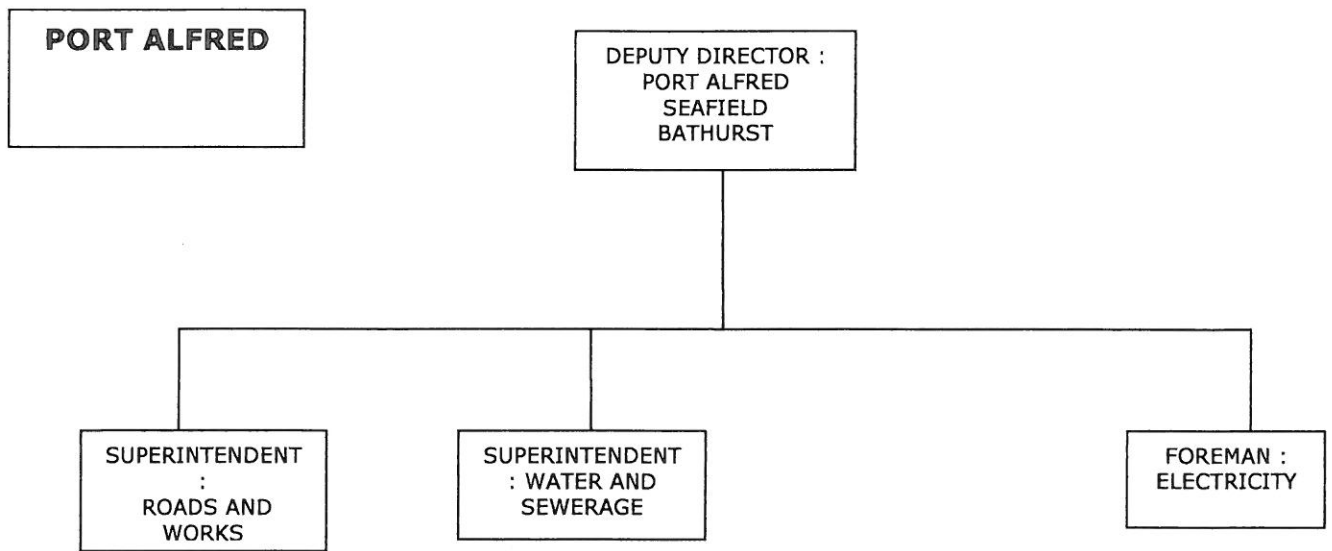 PORT ALFRED
DEPUTY DIRECTOR :
PORT ALFRED
SEAFIELD
BATHURST
SUPERINTENDENT
:
ROADS AND
WORKS
SUPERINTENDENT
: WATER AND
SEWERAGE
FOREMAN :
ELECTRICITY